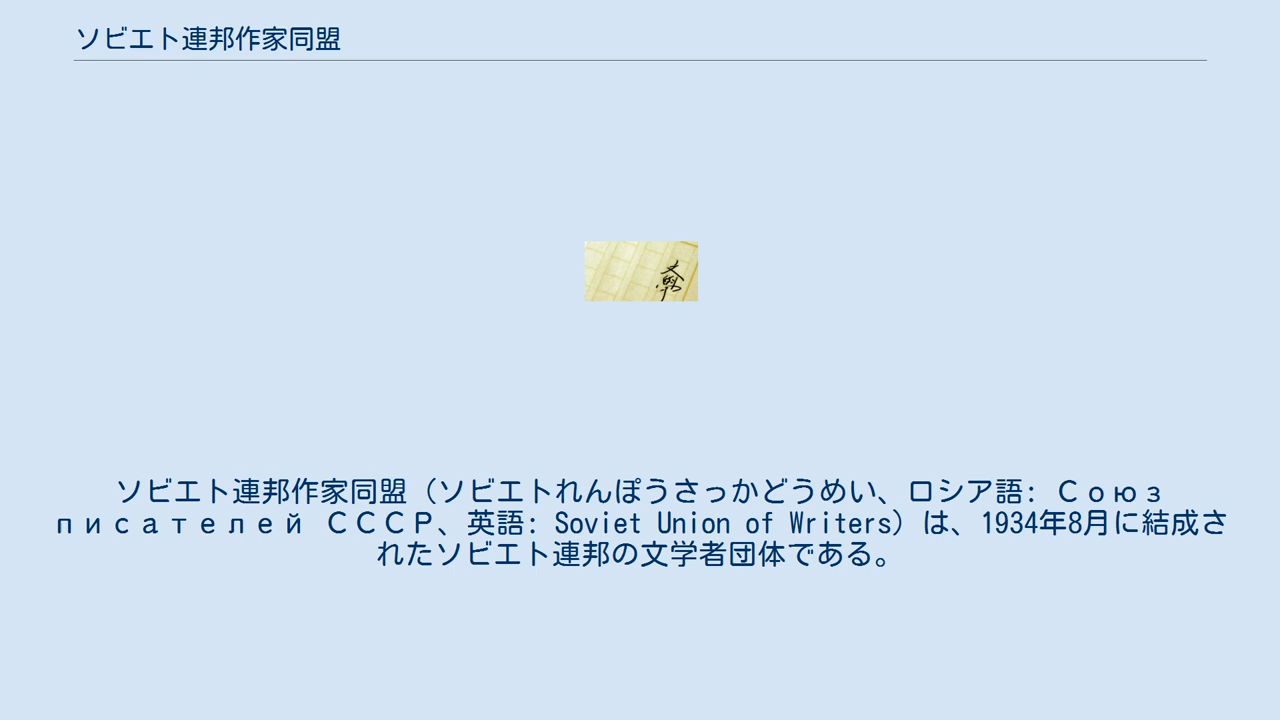 ソビエト連邦作家同盟
ソビエト連邦作家同盟（ソビエトれんぽうさっかどうめい、ロシア語: Союз
писателей СССР、英語: Soviet Union of Writers）は、1934年8月に結成さ
れたソビエト連邦の文学者団体である。